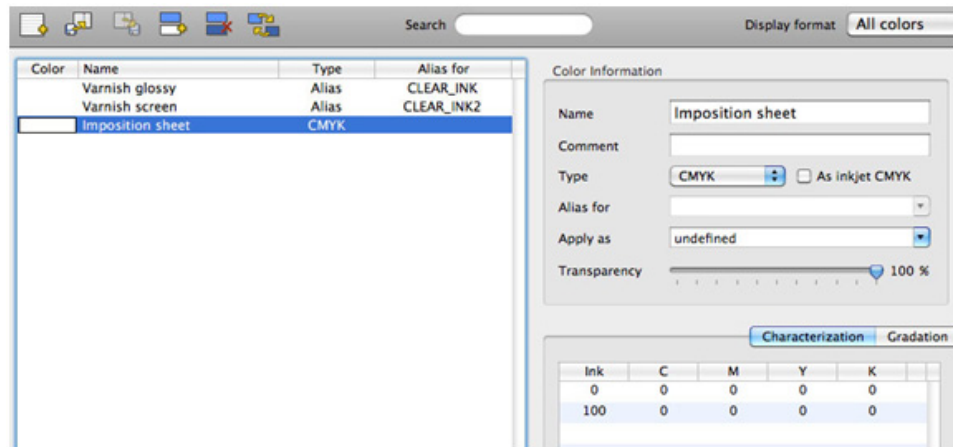 Search Display format All colors
Color Name Type Alias for
Varnish glossy Alias CLEAR_INK
Varnish screen Alias CLEAR_INK2
Imposition sheet CMYK
Color Information
Name Imposition sheet
Comment
Type CMYK As inkjet CMYK
Alias for
Apply as undefined
Transparency 100 %
Characterization Gradation
Ink C M Y K
0 0 0 0 0
100 0 0 0 0